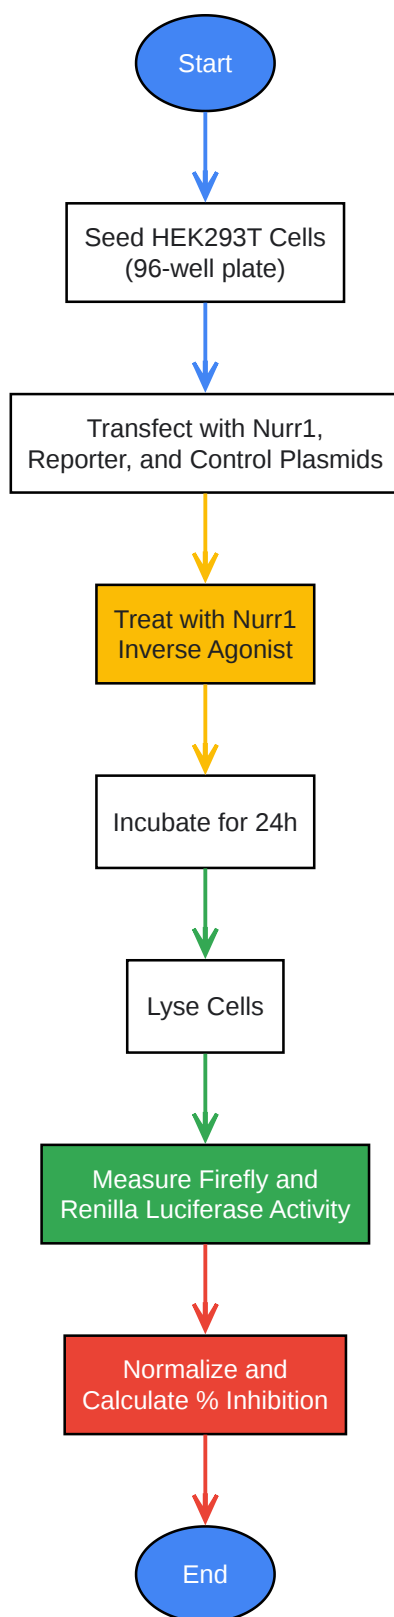 Start
Seed HEK293T Cells
(96-well plate)
Transfect with Nurr1,
Reporter, and Control Plasmids
Treat with Nurr1
Inverse Agonist
Incubate for 24h
Lyse Cells
Measure Firefly and
Renilla Luciferase Activity
Normalize and
Calculate % Inhibition
End